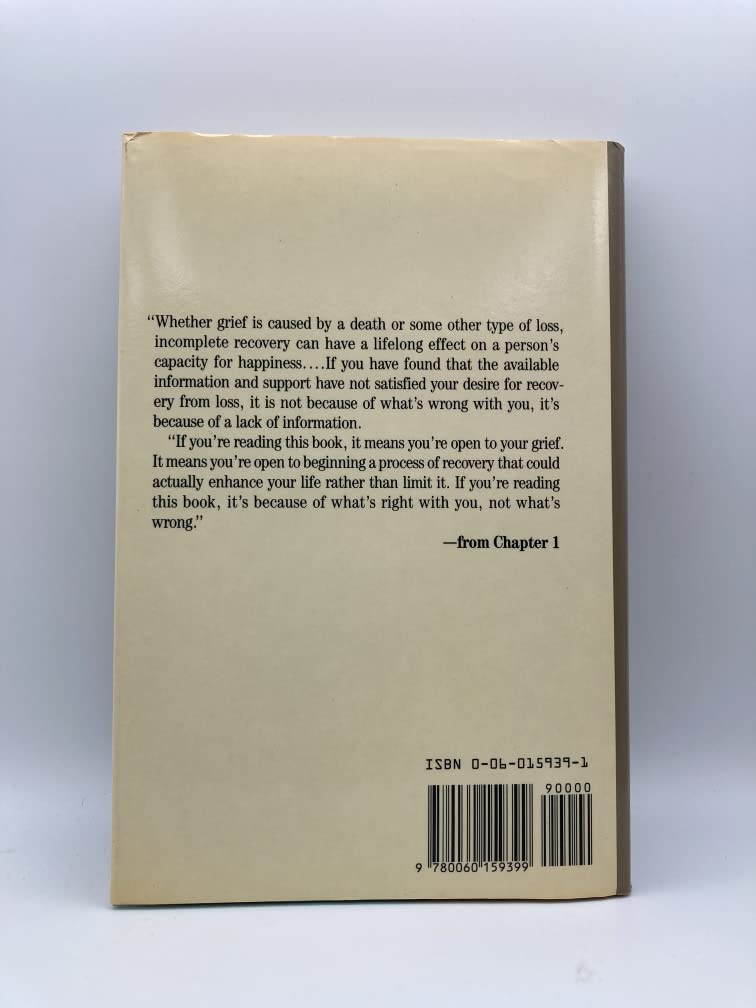 “Whether grief is caused by a death or some other type of loss,
incomplete recovery can have a lifelong effect on a person’s
capacity for happiness....If you have found that the available
information and support have not satisfied your desire for recov-
ery from loss, it is not because of what’s wrong with you, it’s
because of a lack of information.
“If you’re reading this book, it means you’re open to your grief.
It means you’re open to beginning a process of recovery that could
actually enhance your life rather than limit it. If you’re reading
this book, it’s because of what’s right with you, not what’s
wrong.”
—from Chapter 1
ISBN 0-06-015939-1
90000
9 780060 159399